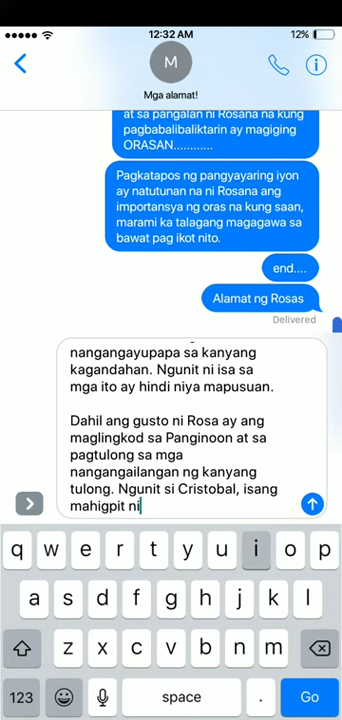 12:32 AM
12%
M
Mga alamat!
at sa pangalan ni Rosana na kung
pagbabalibaliktarin ay magiging
ORASAN............
Pagkatapos ng pangyayaring iyon
ay natutunan na ni Rosana ang
importansya ng oras na kung saan,
marami ka talagang magagawa sa
bawat pag ikot nito.
end....
Alamat ng Rosas
Delivered
nangangayupapa sa kanyang
kagandahan. Ngunit ni isa sa
mga ito ay hindi niya mapusuan.
Dahil ang gusto ni Rosa ay ang
maglingkod sa Panginoon at sa
pagtulong sa mga
nangangailangan ng kanyang
tulong. Ngunit si Cristobal, isang
mahigpit ni
q w e r t y u i o p
a s d f g h j k l
z x c v b n m
123 space . Go